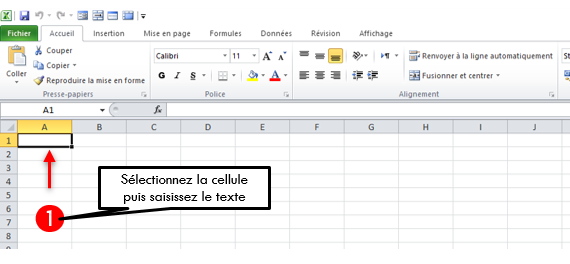 Fichier Accueil Insertion Mise en page Formules Données Révision Affichage
Coller
Couper
Copier
Reproduire la mise en forme
Presse-papiers
Calibri 11 A A
G I S A
Police
Renvoyer à la ligne automatiquement
Fusionner et centrer
Alignement
St
A1 fx
A B C D E F G H I J
1
2
3
4
5
6
7
8
Sélectionnez la cellule
puis saisissez le texte
1